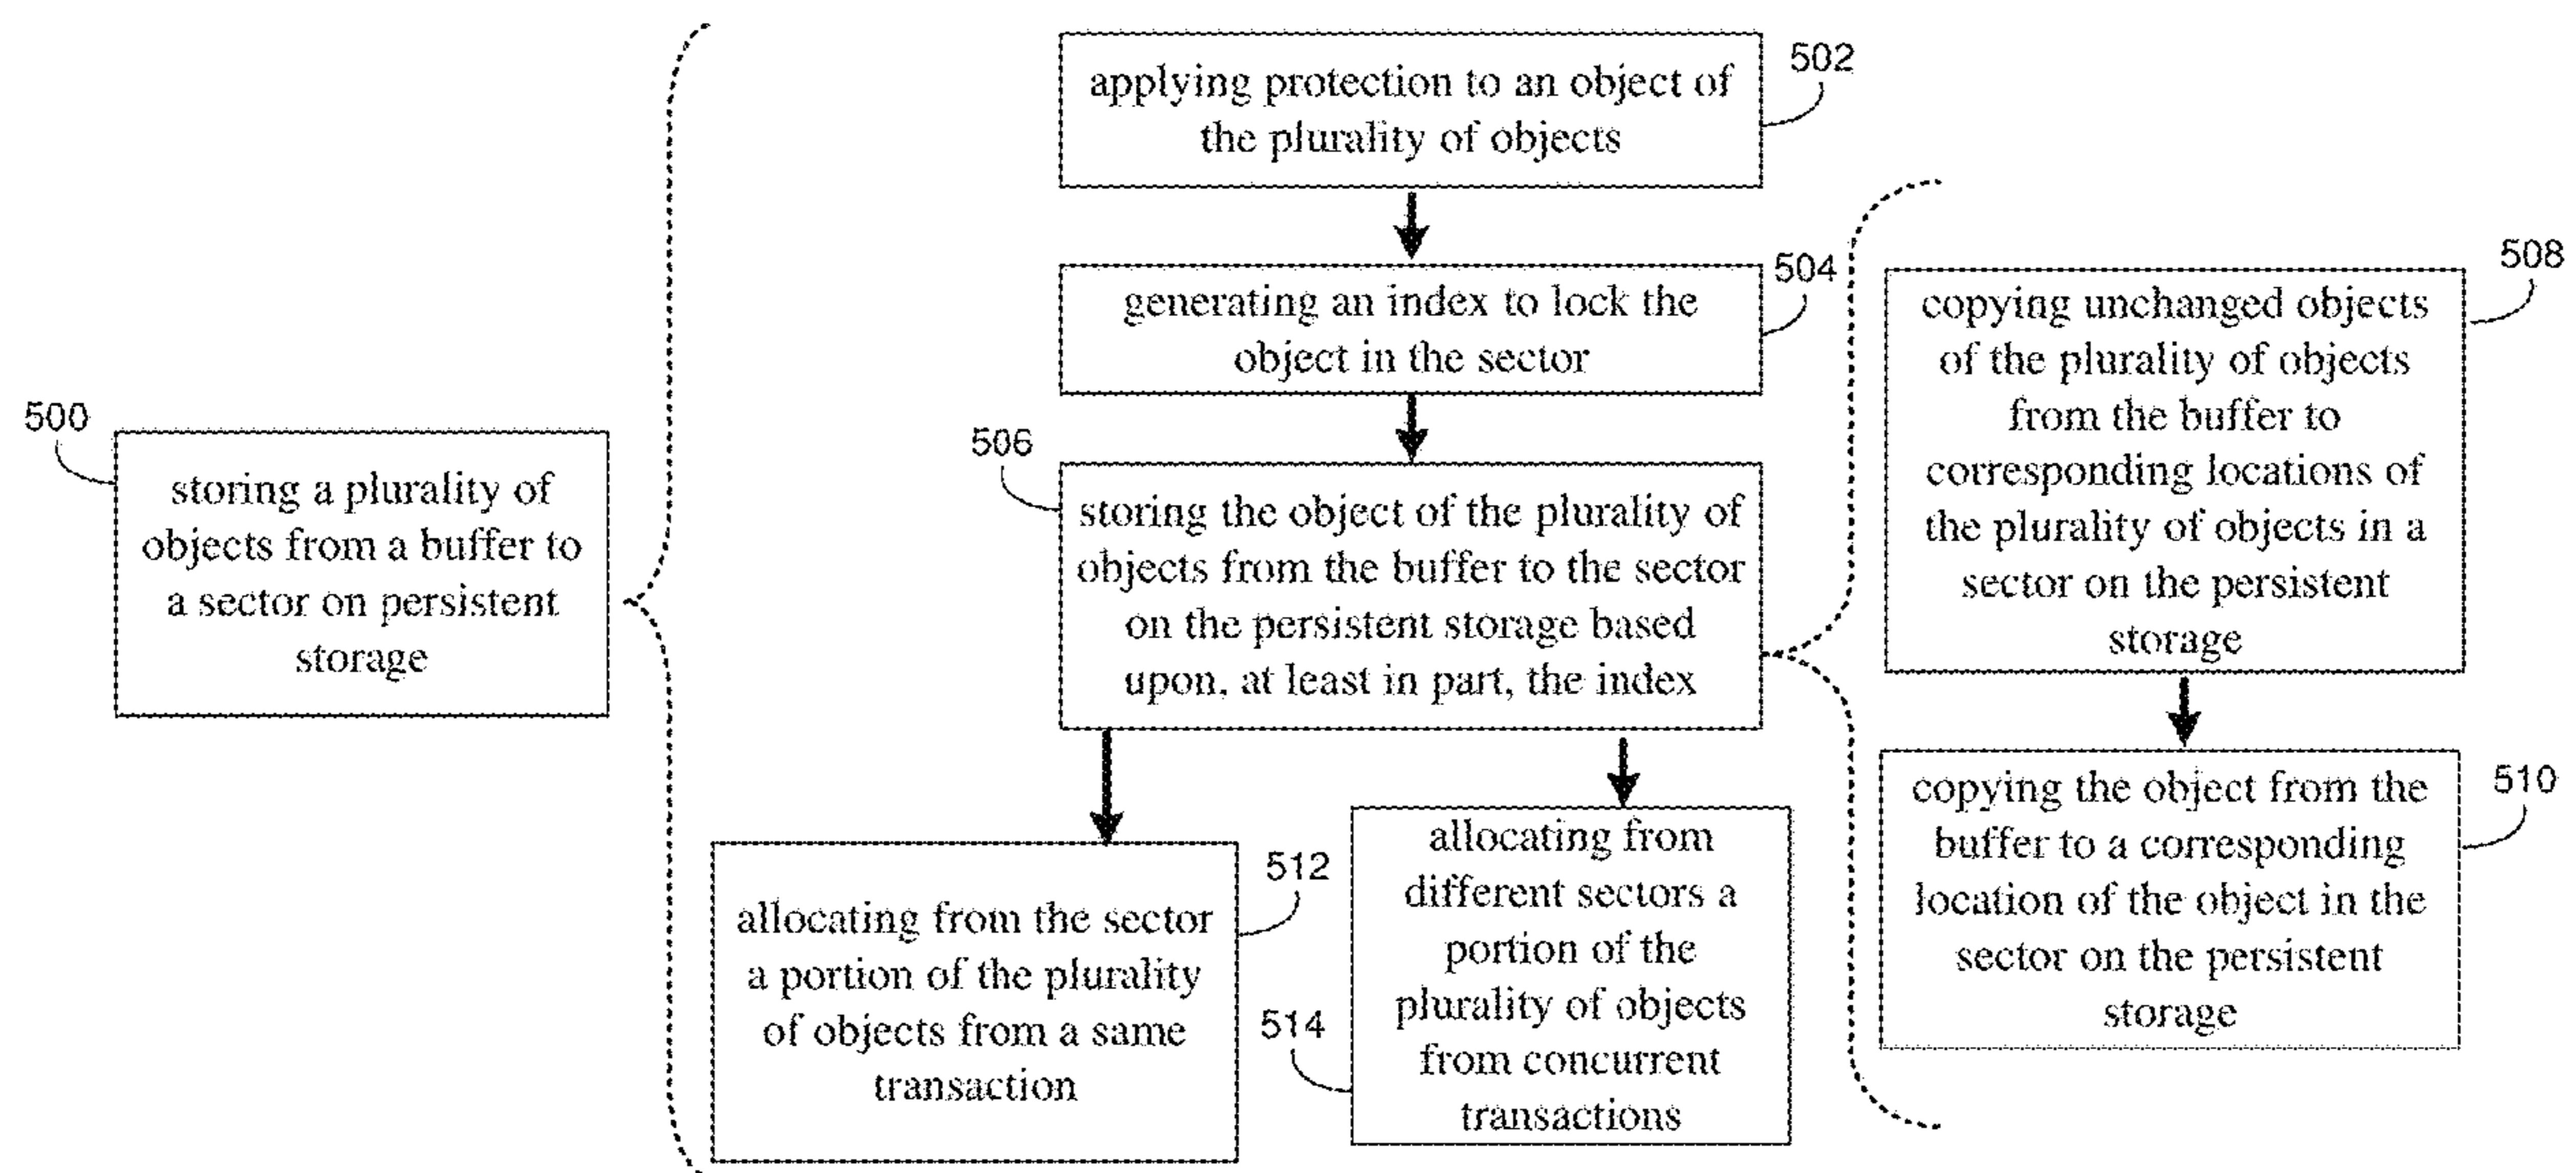 500
storing a plurality of
objects from a buffer to
a sector on persistent
storage
502
applying protection to an object of
the plurality of objects
504
generating an index to lock the
object in the sector
506
storing the object of the plurality of
objects from the buffer to the sector
on the persistent storage based
upon, at least in part, the index
508
copying unchanged objects
of the plurality of objects
from the buffer to
corresponding locations of
the plurality of objects in a
sector on the persistent
storage
510
copying the object from the
buffer to a corresponding
location of the object in the
sector on the persistent
storage
512
allocating from the sector
a portion of the plurality
of objects from a same
transaction
514
allocating from
different sectors a
portion of the
plurality of objects
from concurrent
transactions